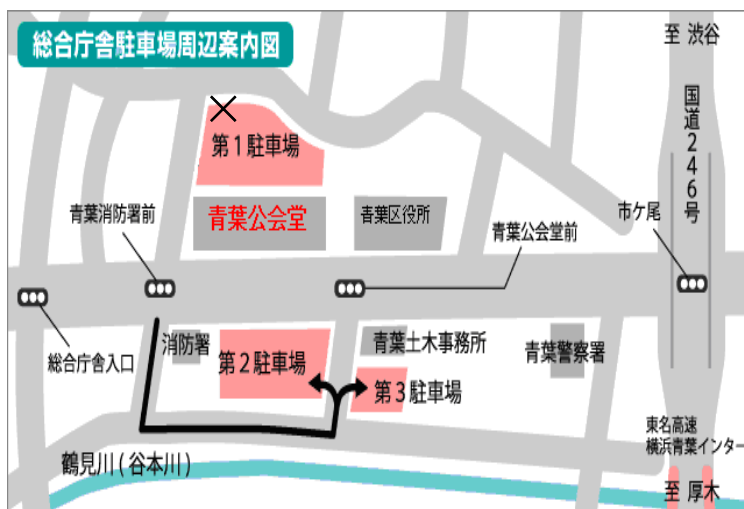 総合庁舎駐車場周辺案内図
至 渋谷
国道246号
第1駐車場
青葉消防署前
青葉公会堂
青葉区役所
青葉公会堂前
市ケ尾
総合庁舎入口
消防署
第2駐車場
青葉土木事務所
第3駐車場
青葉警察署
東名高速
横浜青葉インター
鶴見川(谷本川)
至 厚木